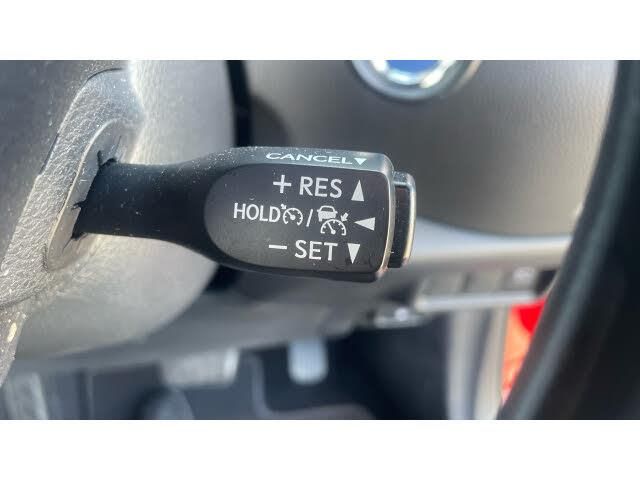 CANCEL▼
+ RES ▲
HOLD / ◀
− SET ▼